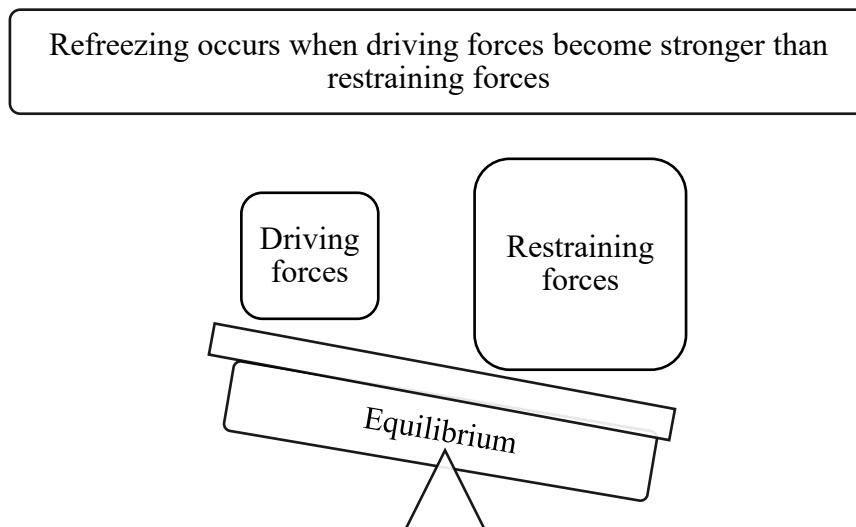 Refreezing occurs when driving forces become stronger than
restraining forces
Driving
forces
Restraining
forces
Equilibrium